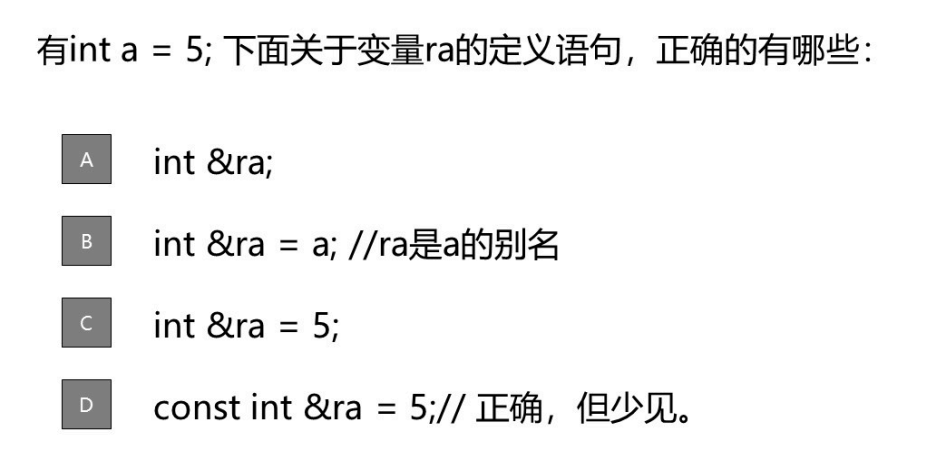 有int a = 5; 下面关于变量ra的定义语句，正确的有哪些：
A int &ra;
B int &ra = a; //ra是a的别名
C int &ra = 5;
D const int &ra = 5;// 正确，但少见。